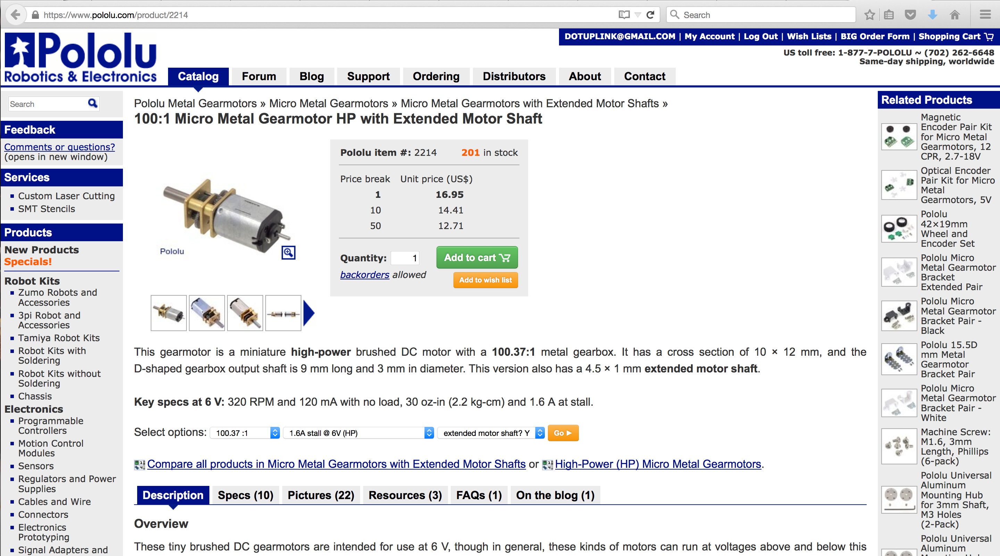 https://www.pololu.com/product/2214
Search
DOTUPLINK@GMAIL.COM | My Account | Log Out | Wish Lists | BIG Order Form | Shopping Cart
US toll free: 1-877-7-POLOLU ~ (702) 262-6648
Same-day shipping, worldwide
Pololu
Robotics & Electronics
Catalog
Forum
Blog
Support
Ordering
Distributors
About
Contact
Search
Feedback
Comments or questions?
(opens in new window)
Services
Custom Laser Cutting
SMT Stencils
Products
New Products
Specials!
Robot Kits
Zumo Robots and
Accessories
3pi Robot and
Accessories
Tamiya Robot Kits
Robot Kits with
Soldering
Robot Kits without
Soldering
Chassis
Electronics
Programmable
Controllers
Motion Control
Modules
Sensors
Regulators and Power
Supplies
Cables and Wire
Connectors
Electronics
Prototyping
Signal Adapters and
Pololu Metal Gearmotors » Micro Metal Gearmotors » Micro Metal Gearmotors with Extended Motor Shafts »
100:1 Micro Metal Gearmotor HP with Extended Motor Shaft
Pololu
Pololu item #: 2214 201 in stock
Price break Unit price (US$)
1 16.95
10 14.41
50 12.71
Quantity: 1
Add to cart
backorders allowed
Add to wish list
This gearmotor is a miniature high-power brushed DC motor with a 100.37:1 metal gearbox. It has a cross section of 10 × 12 mm, and the
D-shaped gearbox output shaft is 9 mm long and 3 mm in diameter. This version also has a 4.5 × 1 mm extended motor shaft.
Key specs at 6 V: 320 RPM and 120 mA with no load, 30 oz-in (2.2 kg-cm) and 1.6 A at stall.
Select options: 100.37 :1 1.6A stall @ 6V (HP) extended motor shaft? Y Go
Compare all products in Micro Metal Gearmotors with Extended Motor Shafts or High-Power (HP) Micro Metal Gearmotors.
Description
Specs (10)
Pictures (22)
Resources (3)
FAQs (1)
On the blog (1)
Overview
These tiny brushed DC gearmotors are intended for use at 6 V, though in general, these kinds of motors can run at voltages above and below this
Related Products
Magnetic
Encoder Pair Kit
for Micro Metal
Gearmotors, 12
CPR, 2.7-18V
Optical Encoder
Pair Kit for Micro
Metal
Gearmotors, 5V
Pololu
42×19mm
Wheel and
Encoder Set
Pololu Micro
Metal Gearmotor
Bracket
Extended Pair
Pololu Micro
Metal Gearmotor
Bracket Pair -
Black
Pololu 15.5D
mm Metal
Gearmotor
Bracket Pair
Pololu Micro
Metal Gearmotor
Bracket Pair -
White
Machine Screw:
M1.6, 3mm
Length, Phillips
(6-pack)
Pololu Universal
Aluminum
Mounting Hub
for 3mm Shaft,
M3 Holes
(2-Pack)
Pololu Universal
Aluminum